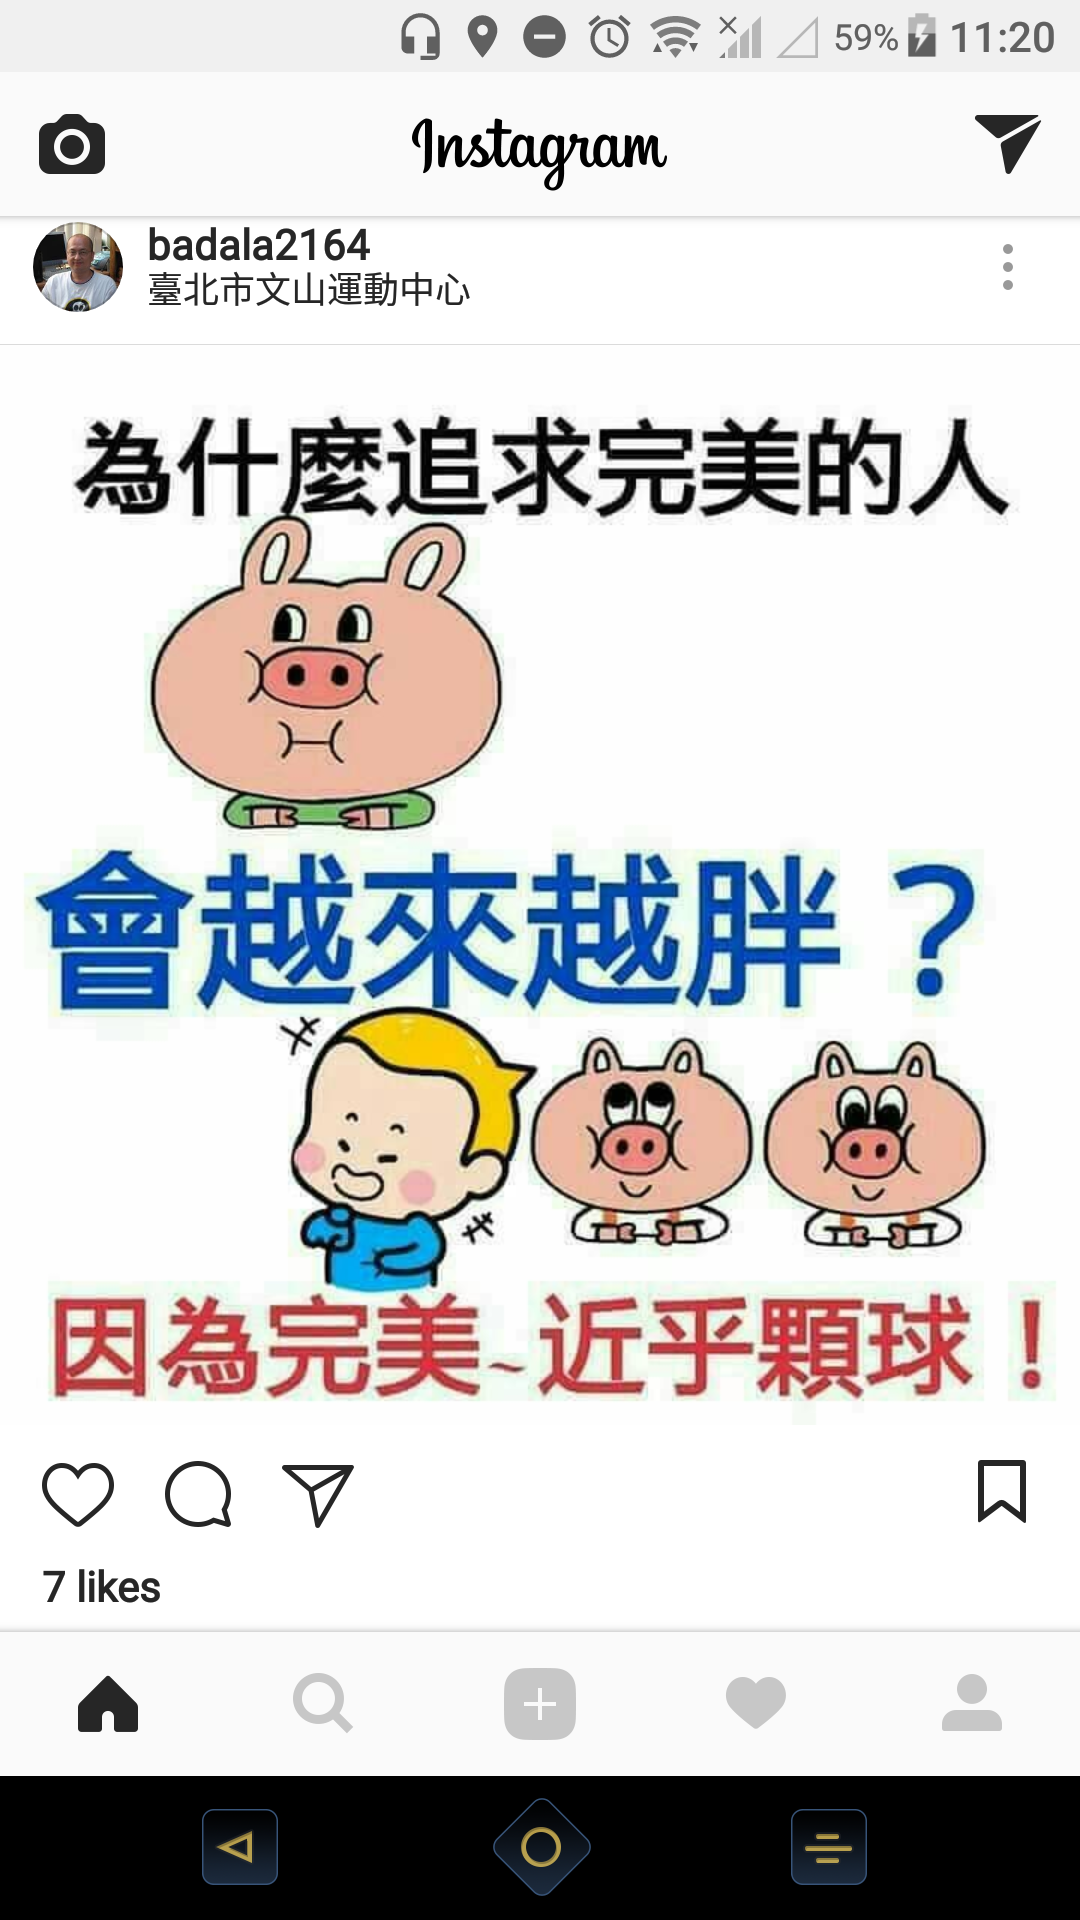 59% 11:20
Instagram
badala2164
臺北市文山運動中心
為什麼追求完美的人
會越來越胖？
因為完美~近乎顆球！
7 likes